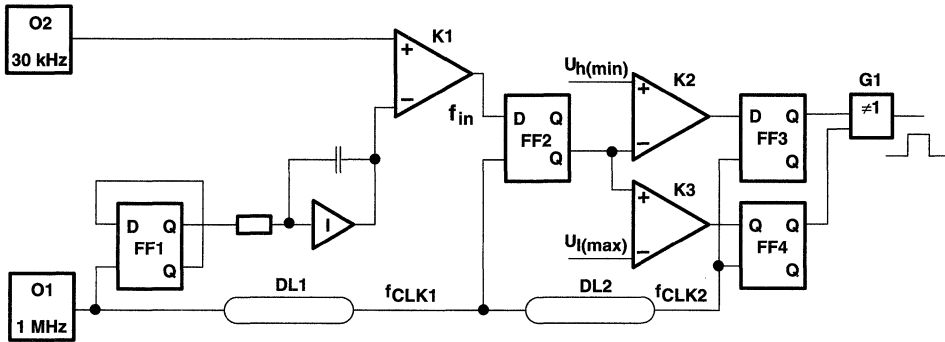 O2
30 kHz
K1
+
−
f_in
U_h(min)
+
−
K2
K3
+
−
U_l(max)
G1
≠1
D Q
FF2
Q
D Q
FF3
Q
Q Q
FF4
Q
D Q
FF1
Q
I
O1
1 MHz
DL1
f_CLK1
DL2
f_CLK2